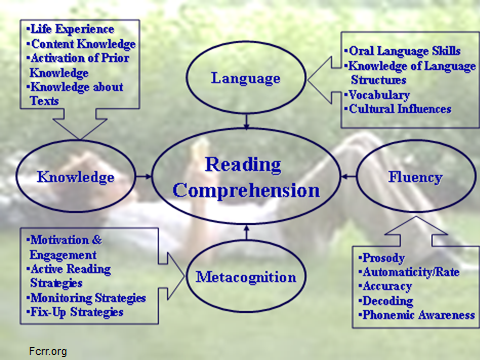 •Life Experience
•Content Knowledge
•Activation of Prior
Knowledge
•Knowledge about
Texts
Language
•Oral Language Skills
•Knowledge of Language
Structures
•Vocabulary
•Cultural Influences
Knowledge
Reading
Comprehension
Fluency
•Motivation &
Engagement
•Active Reading
Strategies
•Monitoring Strategies
•Fix-Up Strategies
Metacognition
•Prosody
•Automaticity/Rate
•Accuracy
•Decoding
•Phonemic Awareness
Fcrr.org